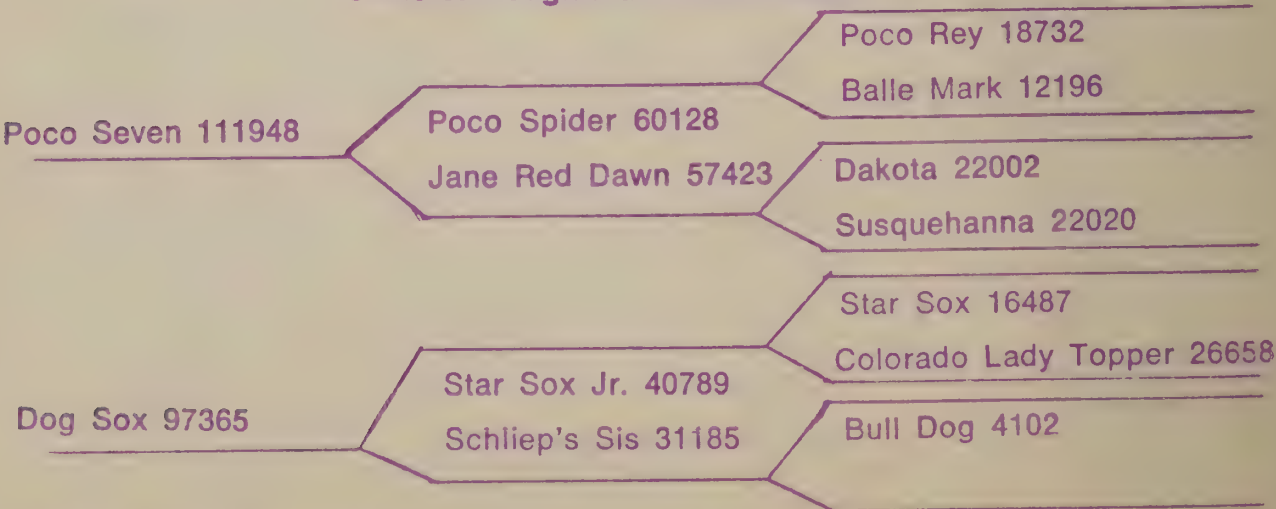 Poco Rey 18732
Balle Mark 12196
Poco Spider 60128
Poco Seven 111948
Jane Red Dawn 57423
Dakota 22002
Susquehanna 22020
Star Sox 16487
Colorado Lady Topper 26658
Star Sox Jr. 40789
Dog Sox 97365
Schliep's Sis 31185
Bull Dog 4102